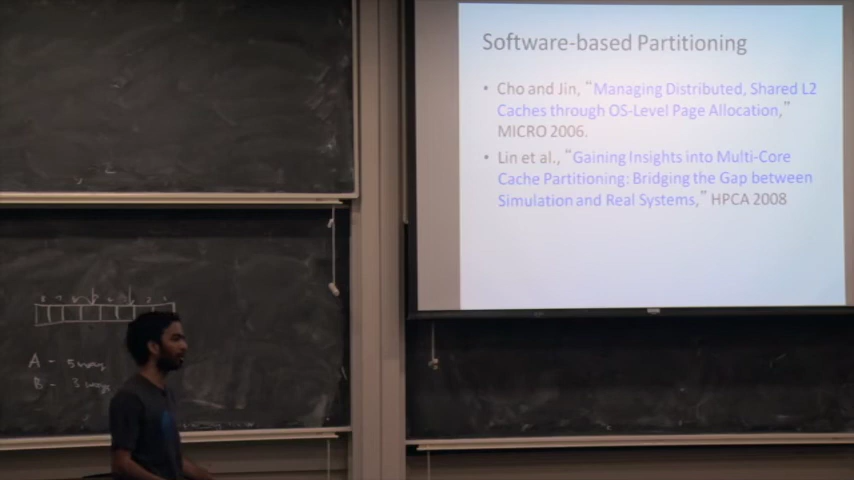 Software-based Partitioning
• Cho and Jin, “Managing Distributed, Shared L2
Caches through OS-Level Page Allocation,”
MICRO 2006.
• Lin et al., “Gaining Insights into Multi-Core
Cache Partitioning: Bridging the Gap between
Simulation and Real Systems,” HPCA 2008
A - 5 way
B - 3 ways